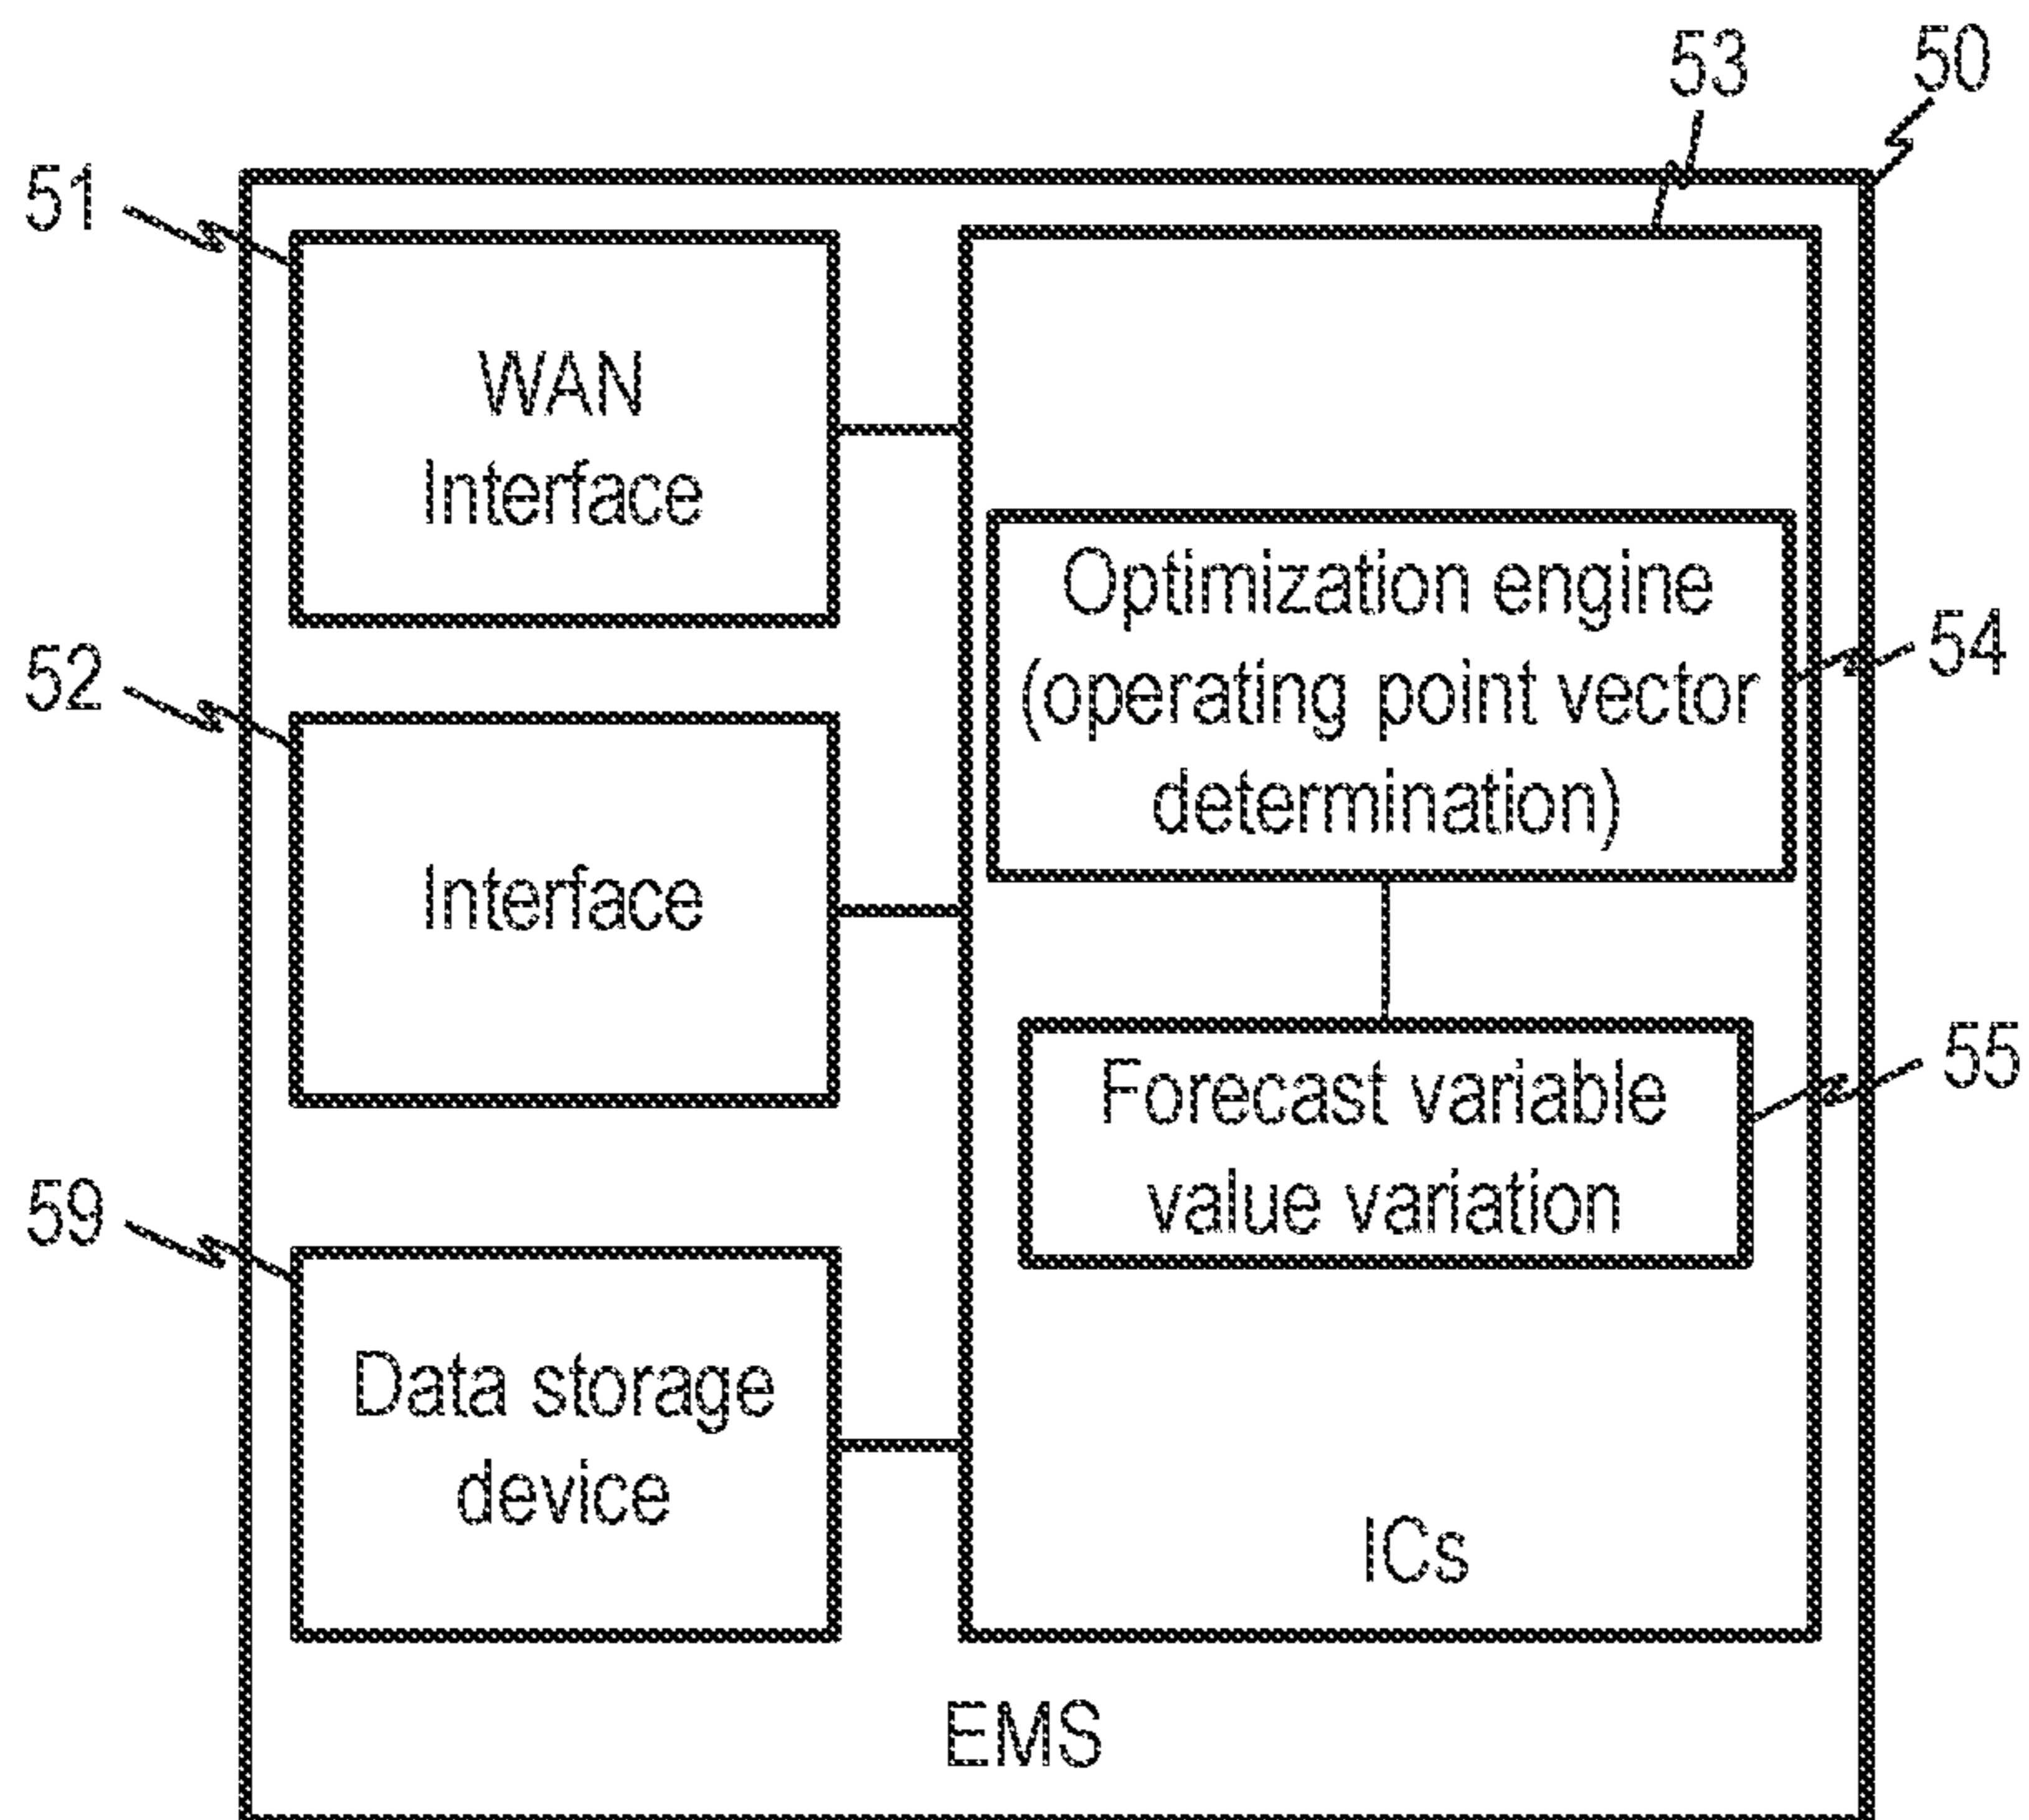 53
50
51
WAN
Interface
Optimization engine
(operating point vector
determination)
54
52
Interface
Forecast variable
value variation
55
59
Data storage
device
ICs
EMS